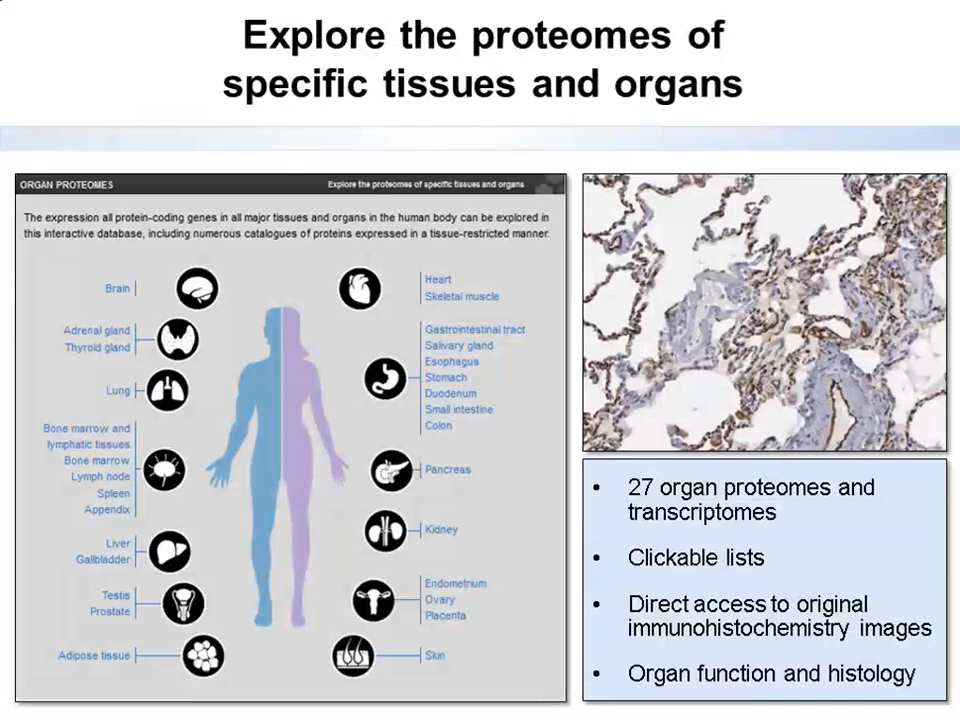 Explore the proteomes of
specific tissues and organs
ORGAN PROTEOMES
Explore the proteomes of specific tissues and organs
The expression all protein-coding genes in all major tissues and organs in the human body can be explored in
this interactive database, including numerous catalogues of proteins expressed in a tissue-restricted manner.
Brain
Adrenal gland
Thyroid gland
Lung
Bone marrow and
lymphatic tissues
Bone marrow
Lymph node
Spleen
Appendix
Liver
Gallbladder
Testis
Prostate
Adipose tissue
Heart
Skeletal muscle
Gastrointestinal tract
Salivary gland
Esophagus
Stomach
Duodenum
Small intestine
Colon
Pancreas
Kidney
Endometrium
Ovary
Placenta
Skin
• 27 organ proteomes and
transcriptomes
• Clickable lists
• Direct access to original
immunohistochemistry images
• Organ function and histology